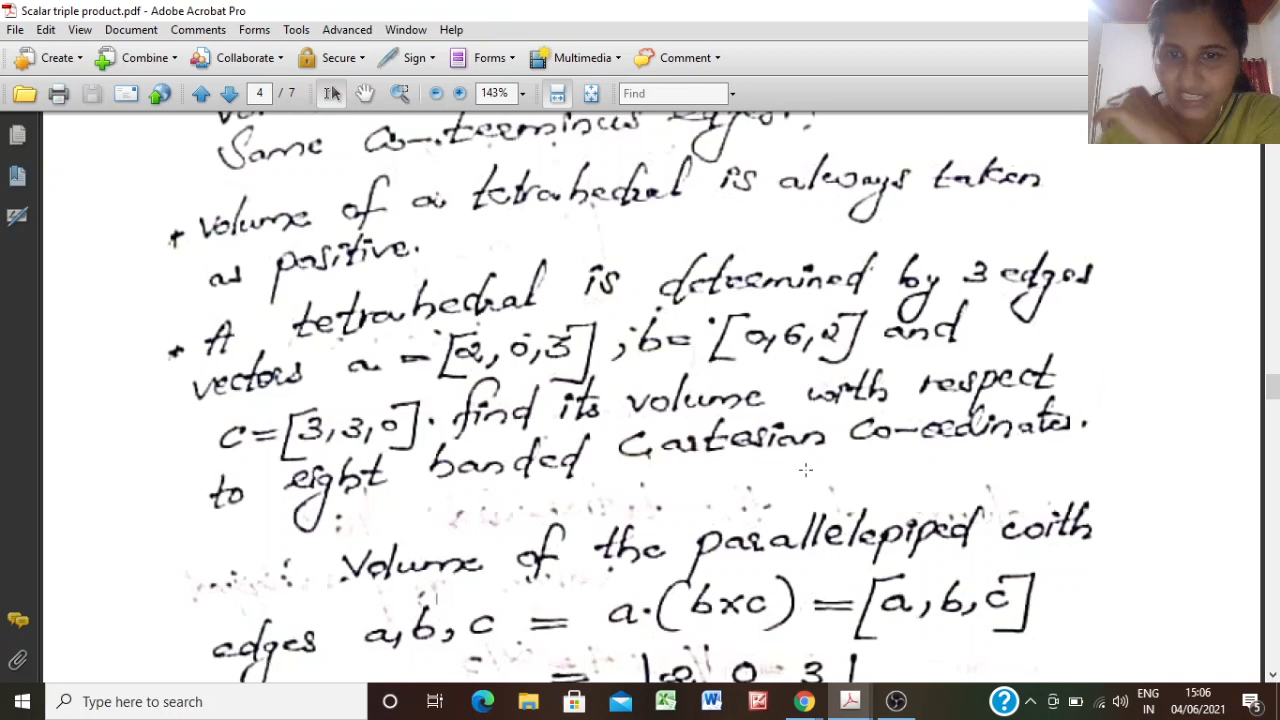 Scalar triple product.pdf - Adobe Acrobat Pro
File Edit View Document Comments Forms Tools Advanced Window Help
Create Combine Collaborate Secure Sign Forms Multimedia Comment
4 / 7 143% Find
Same co-terminus edges.
* Volume of a tetrahedral is always taken
as positive.
* A tetrahedral is determined by 3 edges
vectors a = [2, 0, 3] ; b = [0, 6, 2] and
c = [3, 3, 0]. find its volume with respect
to right handed Cartesian Co-ordinates.
: Volume of the parallelepiped with
edges a, b, c = a·(b×c) = [a, b, c]
= |2 0 3|
Type here to search
ENG
IN
15:06
04/06/2021
5